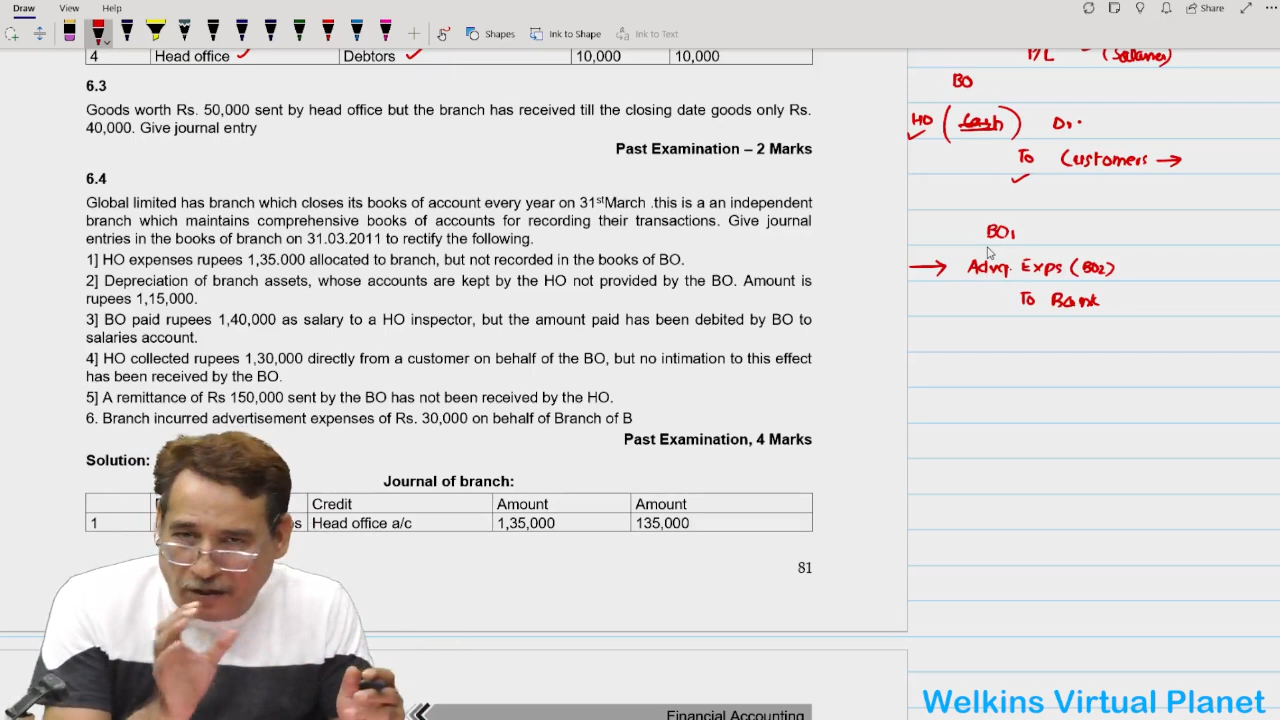 Draw View Help
Share
Shapes Ink to Shape Ink to Text
4 Head office Debtors 10,000 10,000
6.3
Goods worth Rs. 50,000 sent by head office but the branch has received till the closing date goods only Rs.
40,000. Give journal entry
Past Examination – 2 Marks
6.4
Global limited has branch which closes its books of account every year on 31stMarch .this is a an independent
branch which maintains comprehensive books of accounts for recording their transactions. Give journal
entries in the books of branch on 31.03.2011 to rectify the following.
1] HO expenses rupees 1,35.000 allocated to branch, but not recorded in the books of BO.
2] Depreciation of branch assets, whose accounts are kept by the HO not provided by the BO. Amount is
rupees 1,15,000.
3] BO paid rupees 1,40,000 as salary to a HO inspector, but the amount paid has been debited by BO to
salaries account.
4] HO collected rupees 1,30,000 directly from a customer on behalf of the BO, but no intimation to this effect
has been received by the BO.
5] A remittance of Rs 150,000 sent by the BO has not been received by the HO.
6. Branch incurred advertisement expenses of Rs. 30,000 on behalf of Branch of B
Past Examination, 4 Marks
Solution:
Journal of branch:
Credit Amount Amount
1 Head office a/c 1,35,000 135,000
81
Financial Accounting
P/L (Salaries)
BO
HO (Cash) Dr.
To Customers →
BO1
→ Advq. Exps (BO2)
To Bank
Welkins Virtual Planet